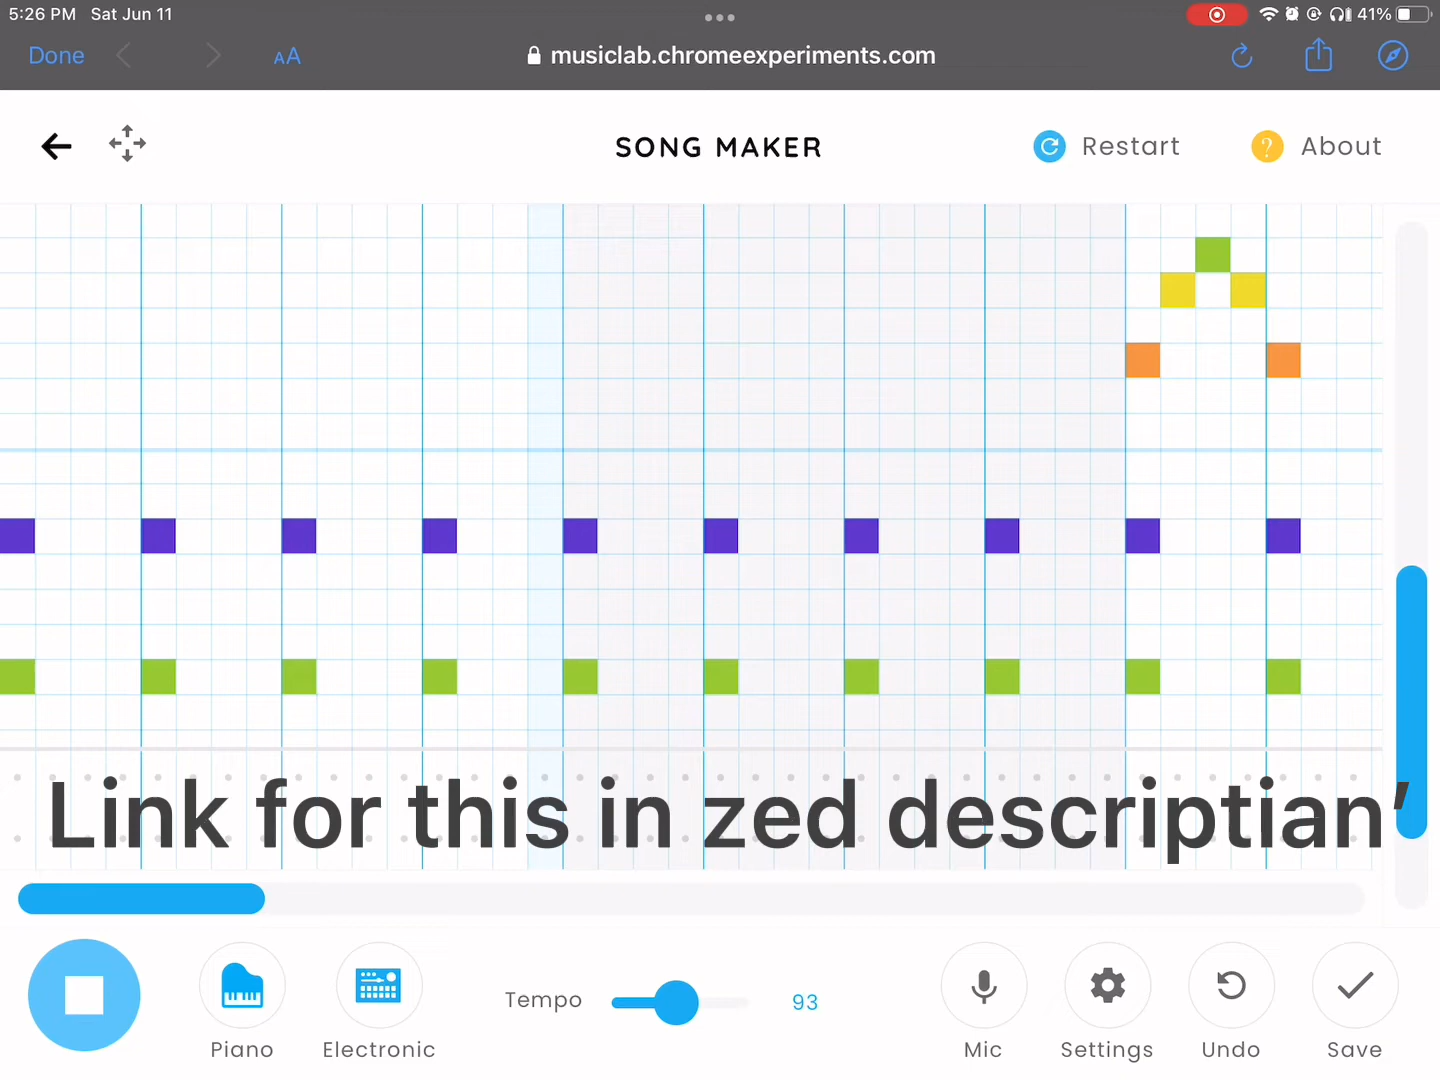 5:26 PM Sat Jun 11
41%
Done
AA
musiclab.chromeexperiments.com
SONG MAKER
Restart
? About
Link for this in zed descriptian’
Tempo
93
Piano
Electronic
Mic
Settings
Undo
Save